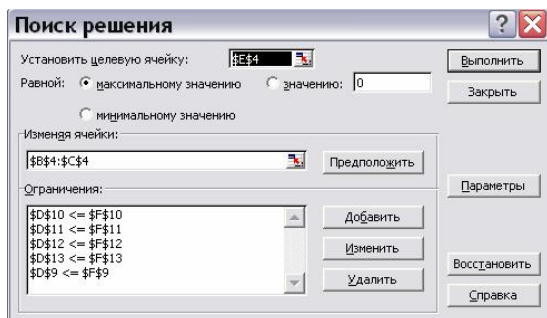 Поиск решения
Установить целевую ячейку: $E$4
Равной: максимальному значению значению: 0
минимальному значению
Изменяя ячейки:
$B$4:$C$4
Предположить
Ограничения:
$D$10 <= $F$10
$D$11 <= $F$11
$D$12 <= $F$12
$D$13 <= $F$13
$D$9 <= $F$9
Добавить
Изменить
Удалить
Выполнить
Закрыть
Параметры
Восстановить
Справка